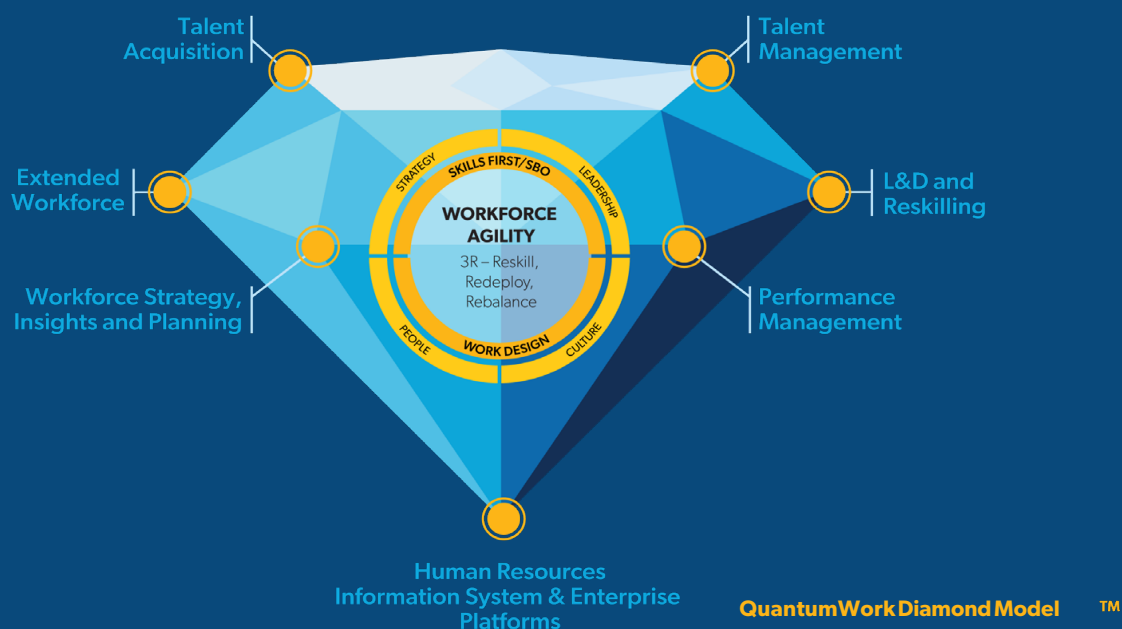 Talent
Acquisition
Talent
Management
Extended
Workforce
L&D and
Reskilling
Workforce Strategy,
Insights and Planning
Performance
Management
STRATEGY
LEADERSHIP
SKILLS FIRST/SBO
WORKFORCE
AGILITY
3R – Reskill,
Redeploy,
Rebalance
WORK DESIGN
PEOPLE
CULTURE
Human Resources
Information System & Enterprise
Platforms
QuantumWork Diamond Model ™